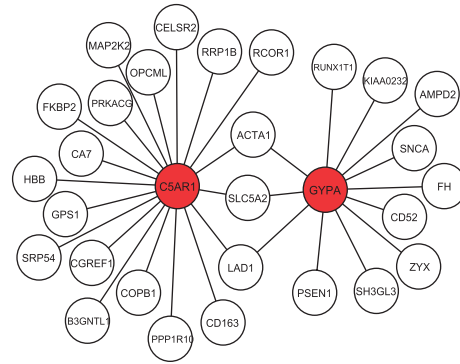 CELSR2
MAP2K2
RRP1B
RCOR1
OPCML
RUNX1T1
KIAA0232
FKBP2
PRKACG
AMPD2
ACTA1
CA7
SNCA
HBB
C5AR1
GYPA
FH
SLC5A2
GPS1
CD52
SRP54
CGREF1
LAD1
ZYX
COPB1
PSEN1
SH3GL3
B3GNTL1
CD163
PPP1R10